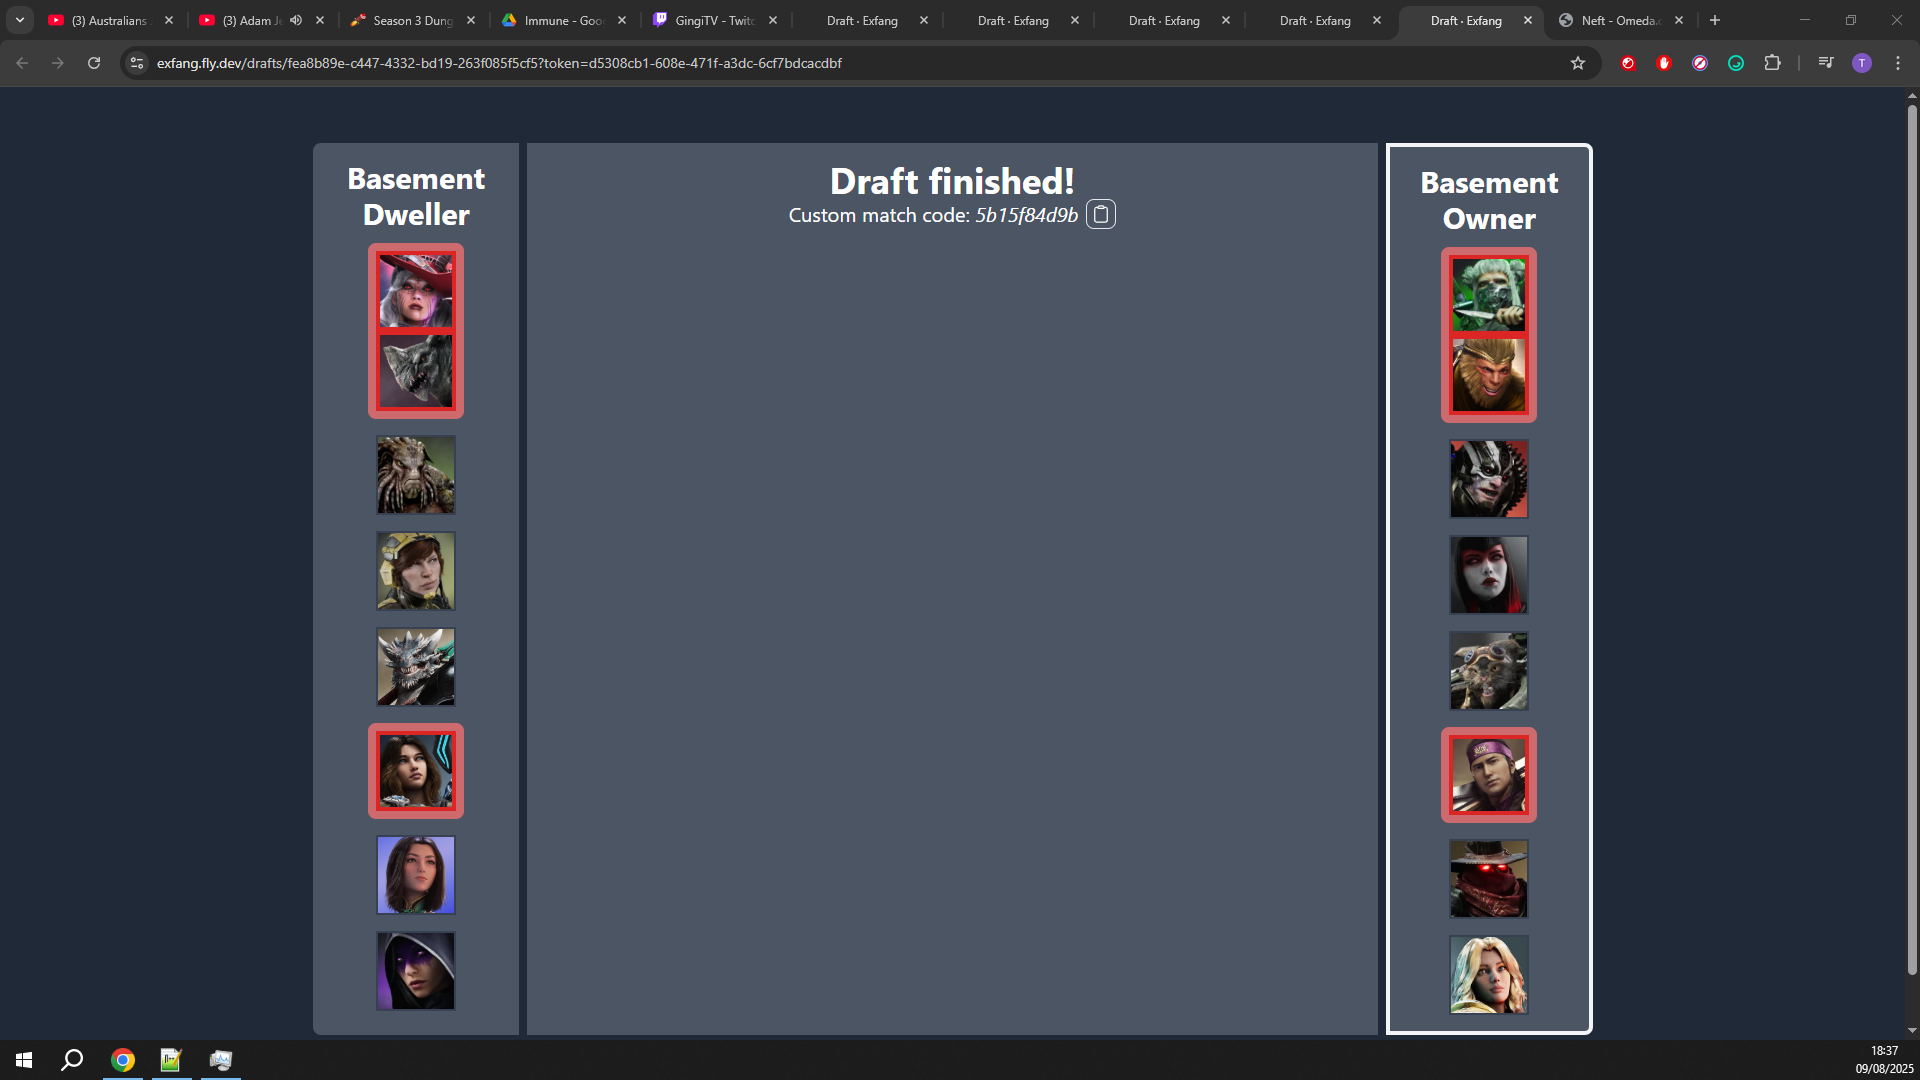 (3) Australians
(3) Adam Je
Season 3 Dung
Immune - Goo
GingiTV - Twitc
Draft · Exfang
Draft · Exfang
Draft · Exfang
Draft · Exfang
Draft · Exfang
Neft - Omeda.c
exfang.fly.dev/drafts/fea8b89e-c447-4332-bd19-263f085f5cf5?token=d5308cb1-608e-471f-a3dc-6cf7bdcacdbf
T
Basement
Dweller
Draft finished!
Custom match code: 5b15f84d9b
Basement
Owner
18:37
09/08/2025